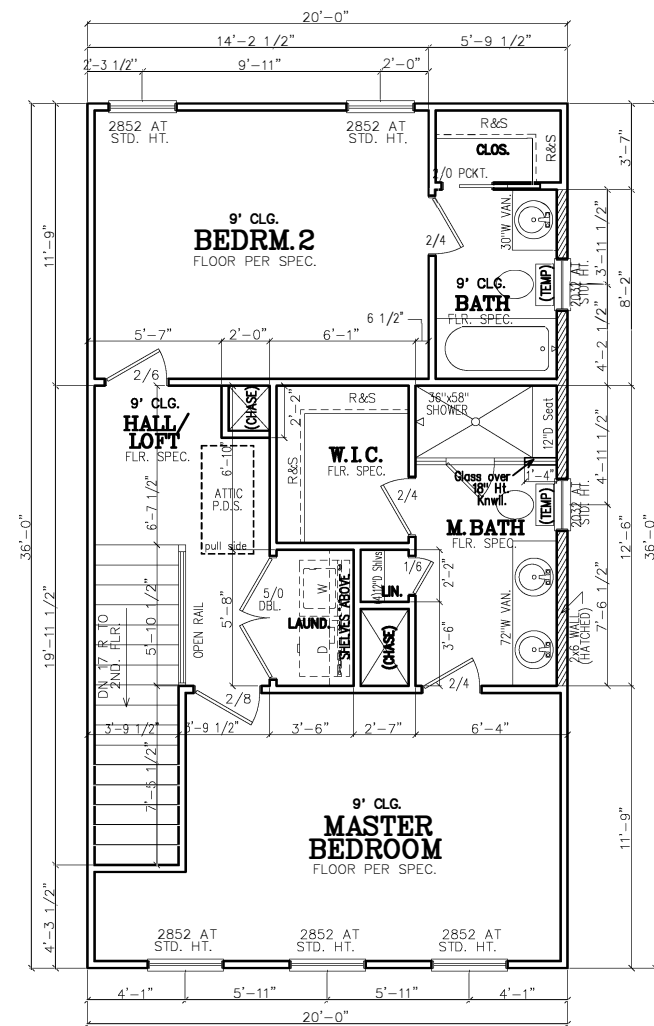 20'-0"
14'-2 1/2"
5'-9 1/2"
2'-3 1/2"
9'-11"
2'-0"
2852 AT
STD. HT.
2852 AT
STD. HT.
R&S
CLOS.
R&S
2/0 PCKT.
3'-7"
9' CLG.
BEDRM.2
FLOOR PER SPEC.
2/4
30"W VAN.
3'-11 1/2"
11'-9"
9' CLG.
BATH
FLR. SPEC.
(TEMP)
2032 AT
STD. HT.
8'-2"
4'-2 1/2"
6 1/2"
5'-7"
2'-0"
6'-1"
2/6
9' CLG.
HALL/
LOFT
FLR. SPEC.
(CHASE)
2'-2"
R&S
R&S
W.I.C.
FLR. SPEC.
36"x58"
SHOWER
12"D Seat
4'-11 1/2"
6'-10"
ATTIC
P.D.S.
pull side
6'-7 1/2"
2/4
Glass over
18" Ht.
Knwll.
1'-4"
(TEMP)
2032 AT
STD. HT.
M.BATH
FLR. SPEC.
12'-6"
36'-0"
36'-0"
19'-11 1/2"
5'-10 1/2"
OPEN RAIL
5'-8"
5/0
DBL.
W
LAUND.
D
SHELVES ABOVE
(4)12"D Shlvs
LIN.
1/6
2'-2"
(CHASE)
3'-6"
72"W VAN.
7'-6 1/2"
2x6 WALL
(HATCHED)
DN 17 R TO
2ND. FLR.
2/8
2/4
3'-9 1/2"
3'-9 1/2"
3'-6"
2'-7"
6'-4"
7'-5 1/2"
9' CLG.
MASTER
BEDROOM
FLOOR PER SPEC.
11'-9"
4'-3 1/2"
2852 AT
STD. HT.
2852 AT
STD. HT.
2852 AT
STD. HT.
4'-1"
5'-11"
5'-11"
4'-1"
20'-0"